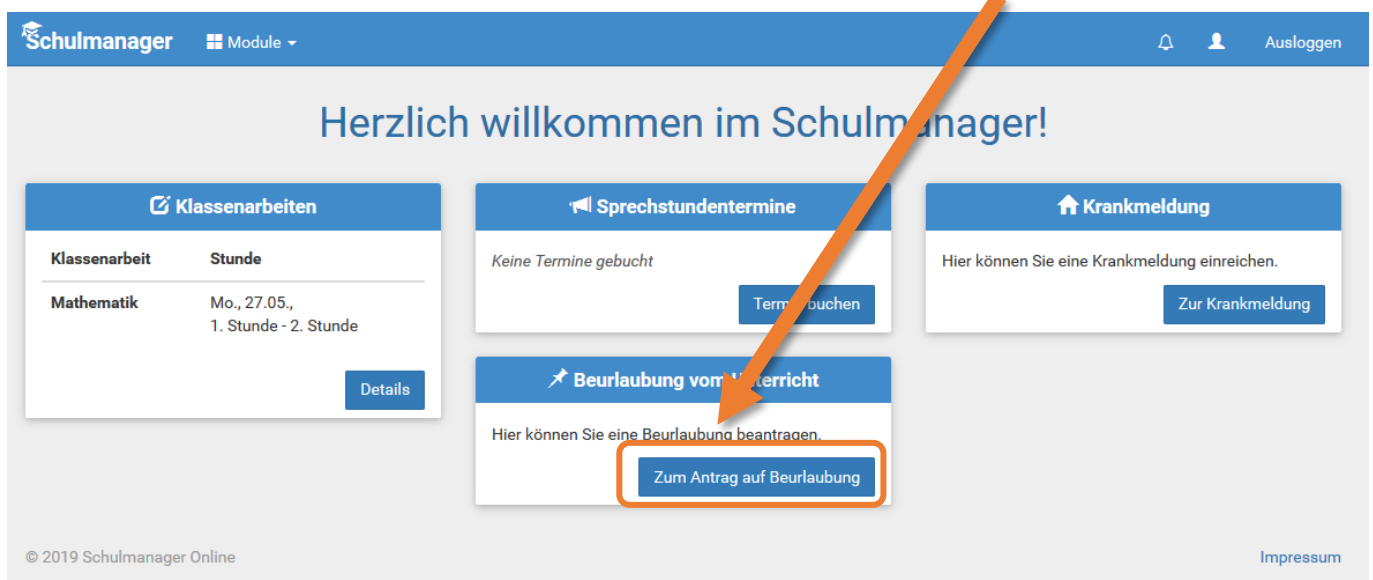 Schulmanager Module Ausloggen
Herzlich willkommen im Schulmanager!
Klassenarbeiten
Klassenarbeit Stunde
Mathematik Mo., 27.05.,
1. Stunde - 2. Stunde
Details
Sprechstundentermine
Keine Termine gebucht
buchen
Beurlaubung vom
Hier können Sie eine Beurlaubung beantragen.
Zum Antrag auf Beurlaubung
Krankmeldung
Hier können Sie eine Krankmeldung einreichen.
Zur Krankmeldung
© 2019 Schulmanager Online
Impressum